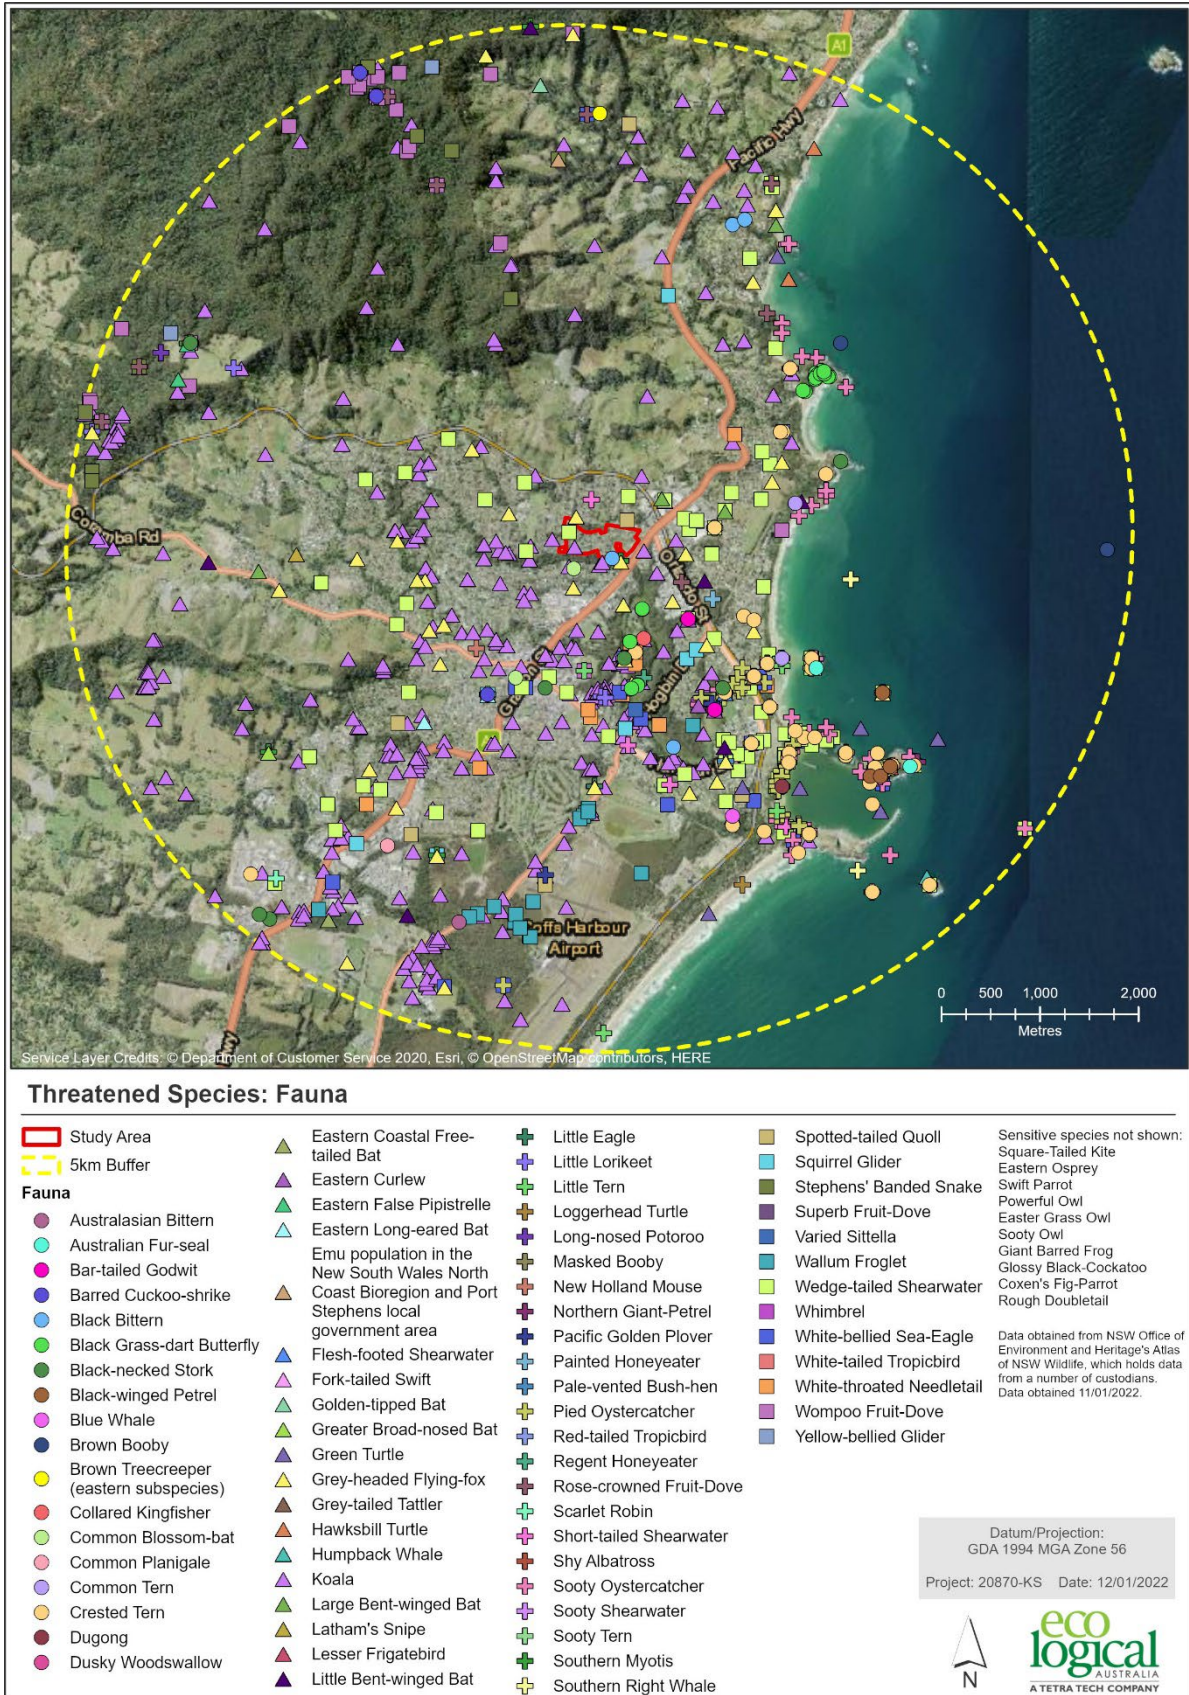 A1
Pacific Hwy
Coramba Rd
Orlando St
Grafton St
Hogbin
Coffs Harbour
Airport
Hwy
0 500 1,000 2,000
Metres
Service Layer Credits: © Department of Customer Service 2020, Esri, © OpenStreetMap contributors, HERE
Threatened Species: Fauna
Study Area
5km Buffer
Fauna
Australasian Bittern
Australian Fur-seal
Bar-tailed Godwit
Barred Cuckoo-shrike
Black Bittern
Black Grass-dart Butterfly
Black-necked Stork
Black-winged Petrel
Blue Whale
Brown Booby
Brown Treecreeper
(eastern subspecies)
Collared Kingfisher
Common Blossom-bat
Common Planigale
Common Tern
Crested Tern
Dugong
Dusky Woodswallow
Eastern Coastal Free-
tailed Bat
Eastern Curlew
Eastern False Pipistrelle
Eastern Long-eared Bat
Emu population in the
New South Wales North
Coast Bioregion and Port
Stephens local
government area
Flesh-footed Shearwater
Fork-tailed Swift
Golden-tipped Bat
Greater Broad-nosed Bat
Green Turtle
Grey-headed Flying-fox
Grey-tailed Tattler
Hawksbill Turtle
Humpback Whale
Koala
Large Bent-winged Bat
Latham's Snipe
Lesser Frigatebird
Little Bent-winged Bat
Little Eagle
Little Lorikeet
Little Tern
Loggerhead Turtle
Long-nosed Potoroo
Masked Booby
New Holland Mouse
Northern Giant-Petrel
Pacific Golden Plover
Painted Honeyeater
Pale-vented Bush-hen
Pied Oystercatcher
Red-tailed Tropicbird
Regent Honeyeater
Rose-crowned Fruit-Dove
Scarlet Robin
Short-tailed Shearwater
Shy Albatross
Sooty Oystercatcher
Sooty Shearwater
Sooty Tern
Southern Myotis
Southern Right Whale
Spotted-tailed Quoll
Squirrel Glider
Stephens' Banded Snake
Superb Fruit-Dove
Varied Sittella
Wallum Froglet
Wedge-tailed Shearwater
Whimbrel
White-bellied Sea-Eagle
White-tailed Tropicbird
White-throated Needletail
Wompoo Fruit-Dove
Yellow-bellied Glider
Sensitive species not shown:
Square-Tailed Kite
Eastern Osprey
Swift Parrot
Powerful Owl
Easter Grass Owl
Sooty Owl
Giant Barred Frog
Glossy Black-Cockatoo
Coxen's Fig-Parrot
Rough Doubletail
Data obtained from NSW Office of
Environment and Heritage's Atlas
of NSW Wildlife, which holds data
from a number of custodians.
Data obtained 11/01/2022.
Datum/Projection:
GDA 1994 MGA Zone 56
Project: 20870-KS Date: 12/01/2022
N
eco
logical
AUSTRALIA
A TETRA TECH COMPANY